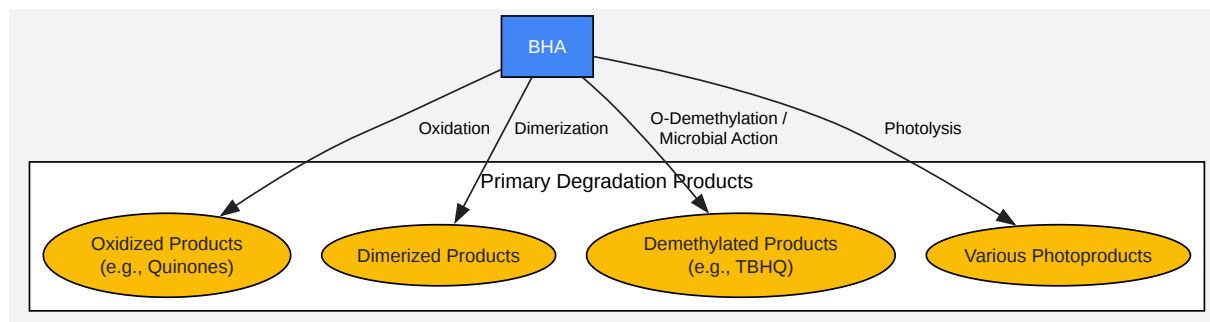 BHA
Oxidation
Dimerization
O-Demethylation /
Microbial Action
Photolysis
Primary Degradation Products
Oxidized Products
(e.g., Quinones)
Dimerized Products
Demethylated Products
(e.g., TBHQ)
Various Photoproducts